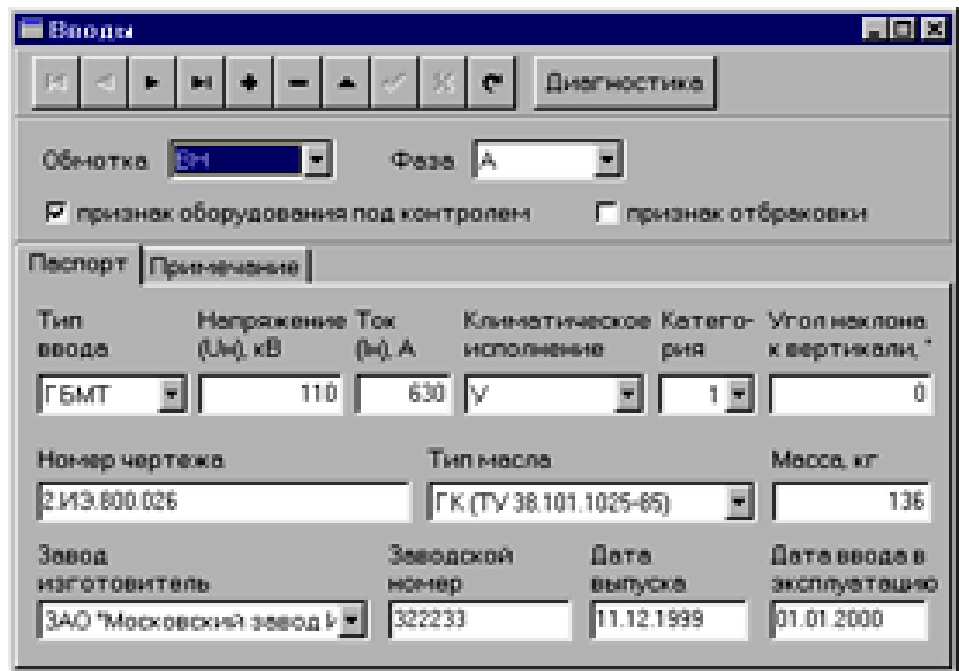 Вводы
Диагностика
Обмотка ВН Фаза А
признак оборудования под контролем признак отбраковки
Паспорт Примечание
Тип Напряжение Ток Климатическое Катего- Угол наклона
ввода (Uн), кВ (Iн), А исполнение рия к вертикали, °
ГБМТ 110 630 У 1 0
Номер чертежа Тип масла Масса, кг
2.ИЭ.800.026 ГК (ТУ 38.101.1025-85) 136
Завод Заводской Дата Дата ввода в
изготовитель номер выпуска эксплуатацию
ЗАО "Московский завод 322233 11.12.1999 01.01.2000